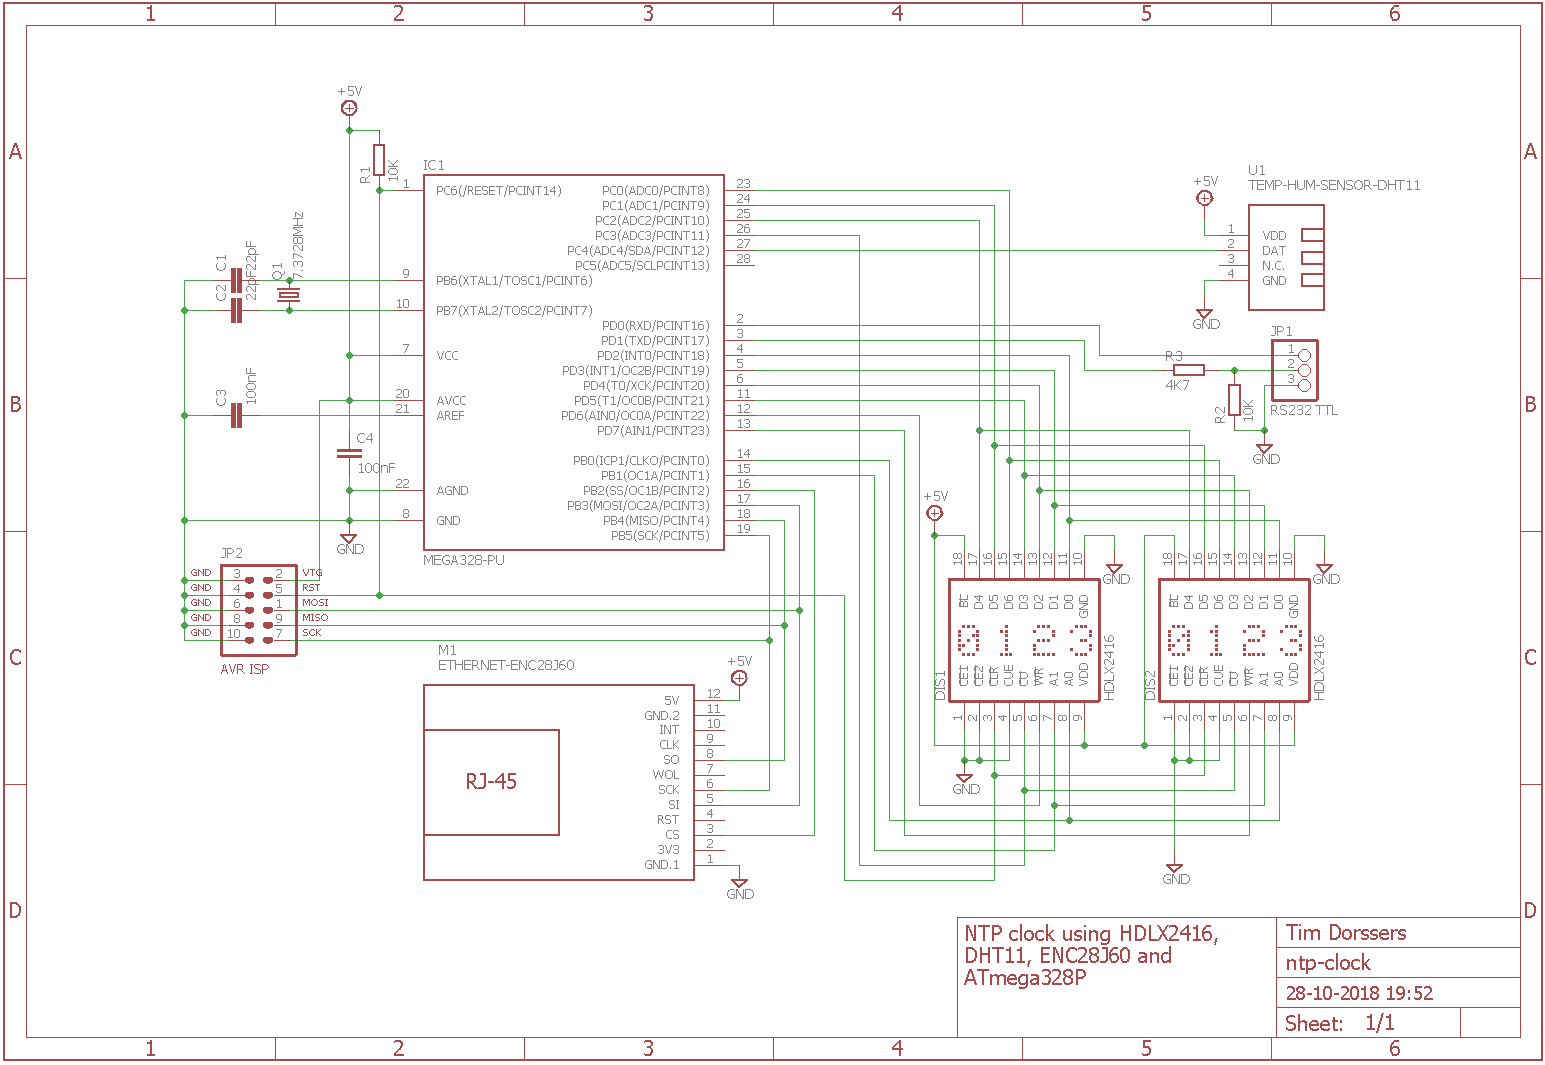 1 2 3 4 5 6
A A
B B
C C
D D
1 2 3 4 5 6
+5V
R1
10K
IC1
1 PC6(/RESET/PCINT14)
9 PB6(XTAL1/TOSC1/PCINT6)
10 PB7(XTAL2/TOSC2/PCINT7)
7 VCC
20 AVCC
21 AREF
22 AGND
8 GND
PC0(ADC0/PCINT8) 23
PC1(ADC1/PCINT9) 24
PC2(ADC2/PCINT10) 25
PC3(ADC3/PCINT11) 26
PC4(ADC4/SDA/PCINT12) 27
PC5(ADC5/SCLPCINT13) 28
PD0(RXD/PCINT16) 2
PD1(TXD/PCINT17) 3
PD2(INT0/PCINT18) 4
PD3(INT1/OC2B/PCINT19) 5
PD4(T0/XCK/PCINT20) 6
PD5(T1/OC0B/PCINT21) 11
PD6(AIN0/OC0A/PCINT22) 12
PD7(AIN1/PCINT23) 13
PB0(ICP1/CLKO/PCINT0) 14
PB1(OC1A/PCINT1) 15
PB2(SS/OC1B/PCINT2) 16
PB3(MOSI/OC2A/PCINT3) 17
PB4(MISO/PCINT4) 18
PB5(SCK/PCINT5) 19
MEGA328-PU
C1
22pF
C2
22pF
Q1
7.3728MHz
C3
100nF
C4
100nF
GND
JP2
GND 3 2 VTG
GND 4 5 RST
GND 6 1 MOSI
GND 8 9 MISO
GND 10 7 SCK
AVR ISP
M1
ETHERNET-ENC28J60
RJ-45
5V 12
GND.2 11
INT 10
CLK 9
SO 8
WOL 7
SCK 6
SI 5
RST 4
CS 3
3V3 2
GND.1 1
+5V
GND
U1
TEMP-HUM-SENSOR-DHT11
+5V
1 VDD
2 DAT
3 N.C.
4 GND
GND
JP1
1
2
3
RS232 TTL
R3
4K7
R2
10K
GND
+5V
18 17 16 15 14 13 12 11 10
GND
BL D4 D5 D6 D3 D2 D1 D0 GND
0123
CE1 CE2 CLR CUE CU WR A1 A0 VDD
1 2 3 4 5 6 7 8 9
DIS1
HDLX2416
GND
18 17 16 15 14 13 12 11 10
GND
BL D4 D5 D6 D3 D2 D1 D0 GND
0123
CE1 CE2 CLR CUE CU WR A1 A0 VDD
1 2 3 4 5 6 7 8 9
DIS2
HDLX2416
GND
NTP clock using HDLX2416,
DHT11, ENC28J60 and
ATmega328P
Tim Dorssers
ntp-clock
28-10-2018 19:52
Sheet: 1/1